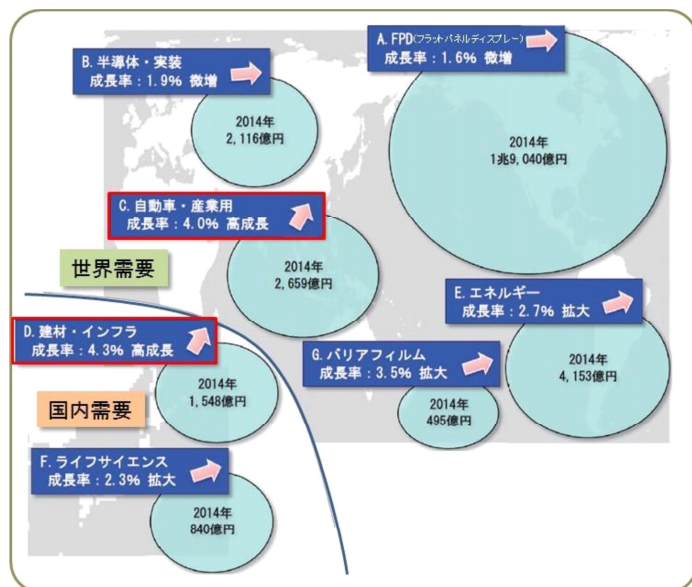 A. FPD(フラットパネルディスプレー)
成長率：1.6% 微増
2014年
1兆9,040億円
B. 半導体・実装
成長率：1.9% 微増
2014年
2,116億円
C. 自動車・産業用
成長率：4.0% 高成長
2014年
2,659億円
世界需要
D. 建材・インフラ
成長率：4.3% 高成長
2014年
1,548億円
E. エネルギー
成長率：2.7% 拡大
2014年
4,153億円
G. バリアフィルム
成長率：3.5% 拡大
2014年
495億円
国内需要
F. ライフサイエンス
成長率：2.3% 拡大
2014年
840億円